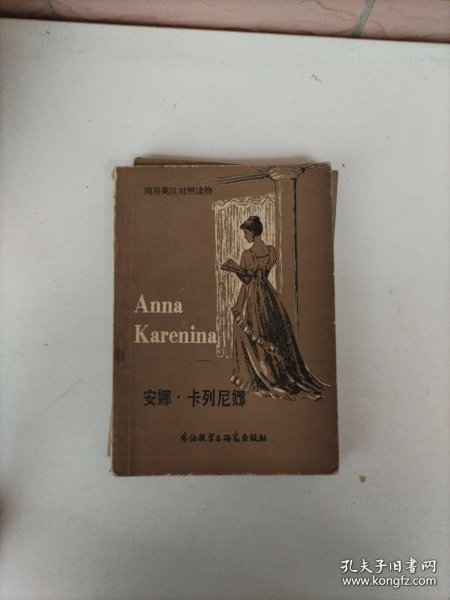 简易英汉对照读物
Anna
Karenina
安娜·卡列尼娜
外语教学与研究出版社
孔夫子旧书网
www.kongfz.com